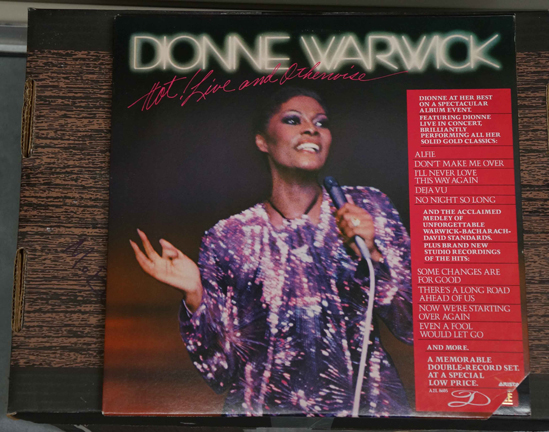 DIONNE WARWICK
Hot, Live and Otherwise
DIONNE AT HER BEST
ON A SPECTACULAR
ALBUM EVENT.
FEATURING DIONNE
LIVE IN CONCERT,
BRILLIANTLY
PERFORMING ALL HER
SOLID GOLD CLASSICS:
ALFIE
DON'T MAKE ME OVER
I'LL NEVER LOVE
THIS WAY AGAIN
DEJA VU
NO NIGHT SO LONG
AND THE ACCLAIMED
MEDLEY OF
UNFORGETTABLE
WARWICK-BACHARACH-
DAVID STANDARDS,
PLUS BRAND NEW
STUDIO RECORDINGS
OF THE HITS:
SOME CHANGES ARE
FOR GOOD
THERE'S A LONG ROAD
AHEAD OF US
NOW WE'RE STARTING
OVER AGAIN
EVEN A FOOL
WOULD LET GO
AND MORE.
A MEMORABLE
DOUBLE-RECORD SET.
AT A SPECIAL
LOW PRICE.
A2L 8605